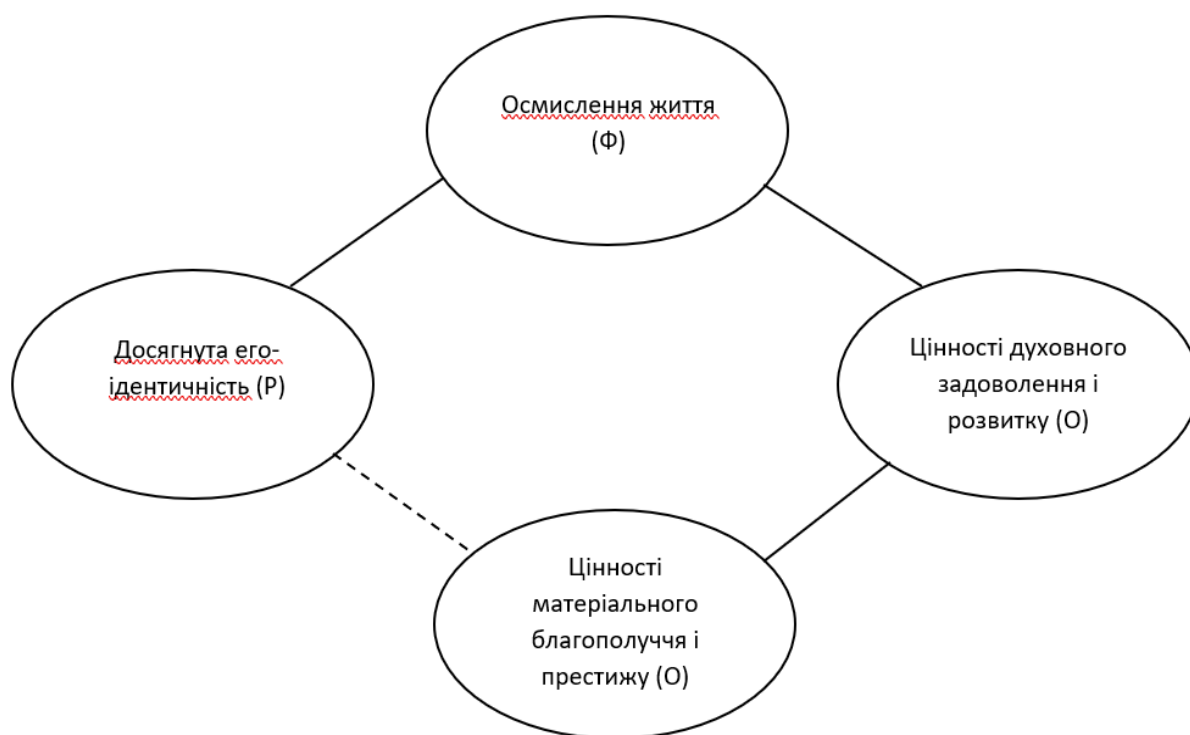 Осмислення життя
(Ф)
Досягнута его-
ідентичність (Р)
Цінності духовного
задоволення і
розвитку (О)
Цінності
матеріального
благополуччя і
престижу (О)